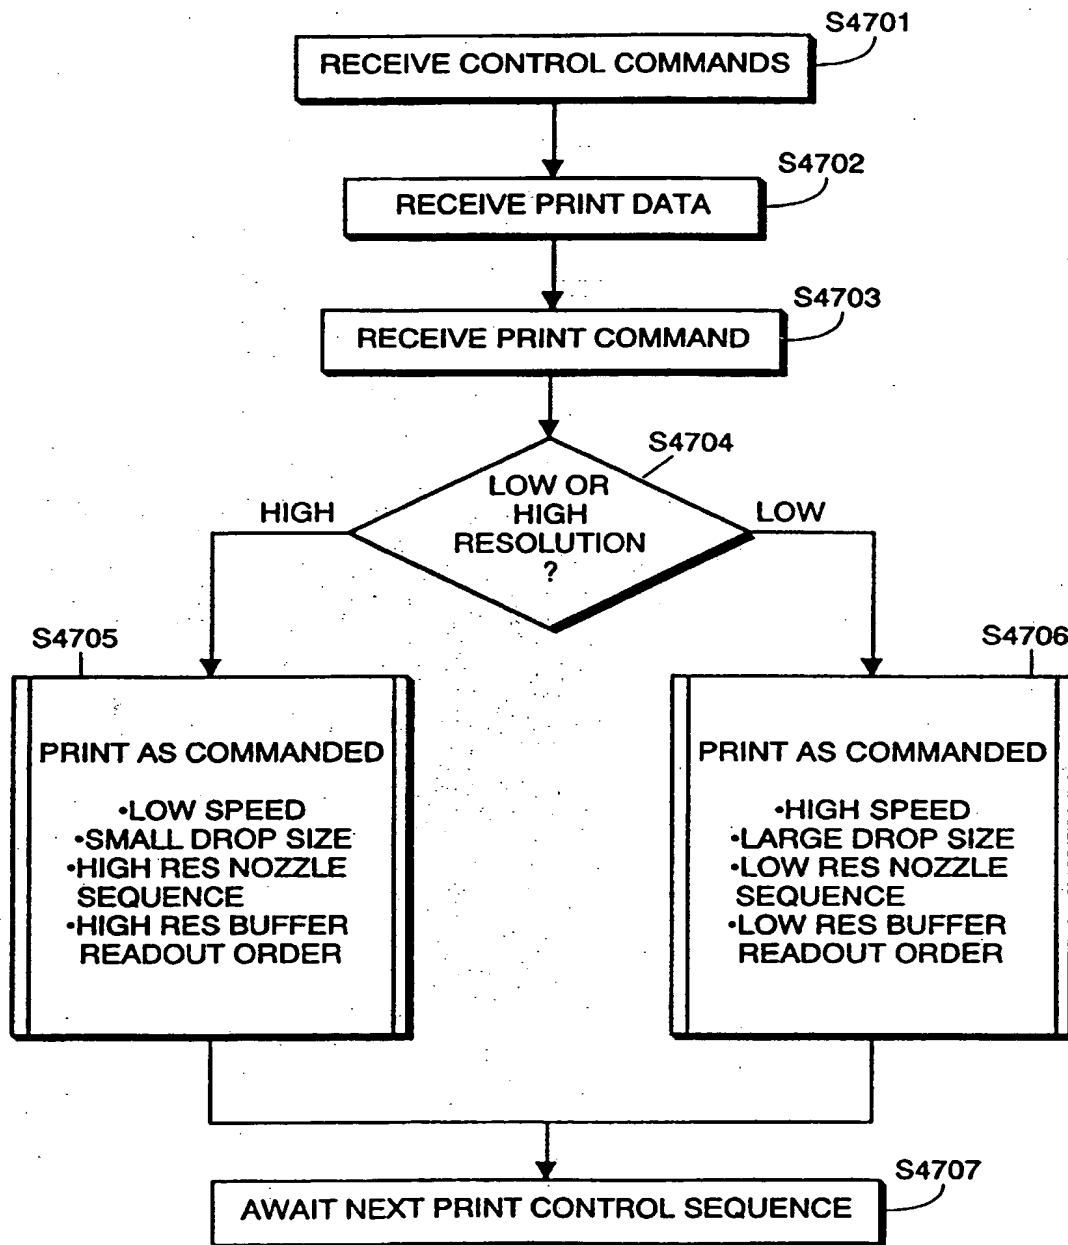 S4701
RECEIVE CONTROL COMMANDS
S4702
RECEIVE PRINT DATA
S4703
RECEIVE PRINT COMMAND
S4704
LOW OR
HIGH
RESOLUTION
?
HIGH
LOW
S4705
PRINT AS COMMANDED
•LOW SPEED
•SMALL DROP SIZE
•HIGH RES NOZZLE
SEQUENCE
•HIGH RES BUFFER
READOUT ORDER
S4706
PRINT AS COMMANDED
•HIGH SPEED
•LARGE DROP SIZE
•LOW RES NOZZLE
SEQUENCE
•LOW RES BUFFER
READOUT ORDER
S4707
AWAIT NEXT PRINT CONTROL SEQUENCE